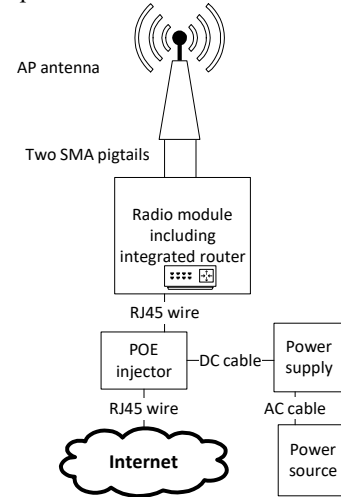 AP antenna
Two SMA pigtails
Radio module
including
integrated router
RJ45 wire
POE
injector
DC cable
Power
supply
RJ45 wire
AC cable
Internet
Power
source